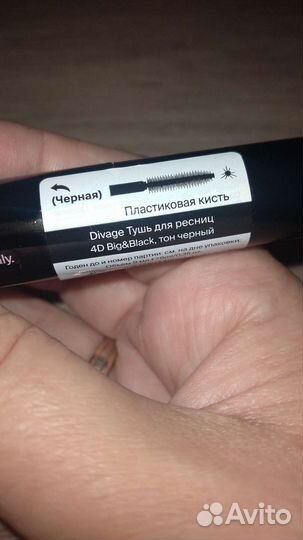 (Черная)
Пластиковая кисть
Divage Тушь для ресниц
4D Big&Black, тон черный
Годен до и номер партии: см. на дне упаковки.
ly.
Avito